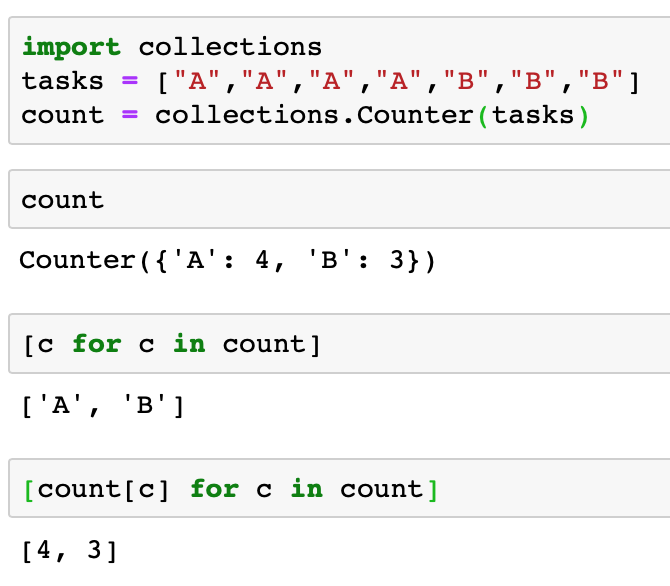 import collections
tasks = ["A","A","A","A","B","B","B"]
count = collections.Counter(tasks)
count
Counter({'A': 4, 'B': 3})
[c for c in count]
['A', 'B']
[count[c] for c in count]
[4, 3]